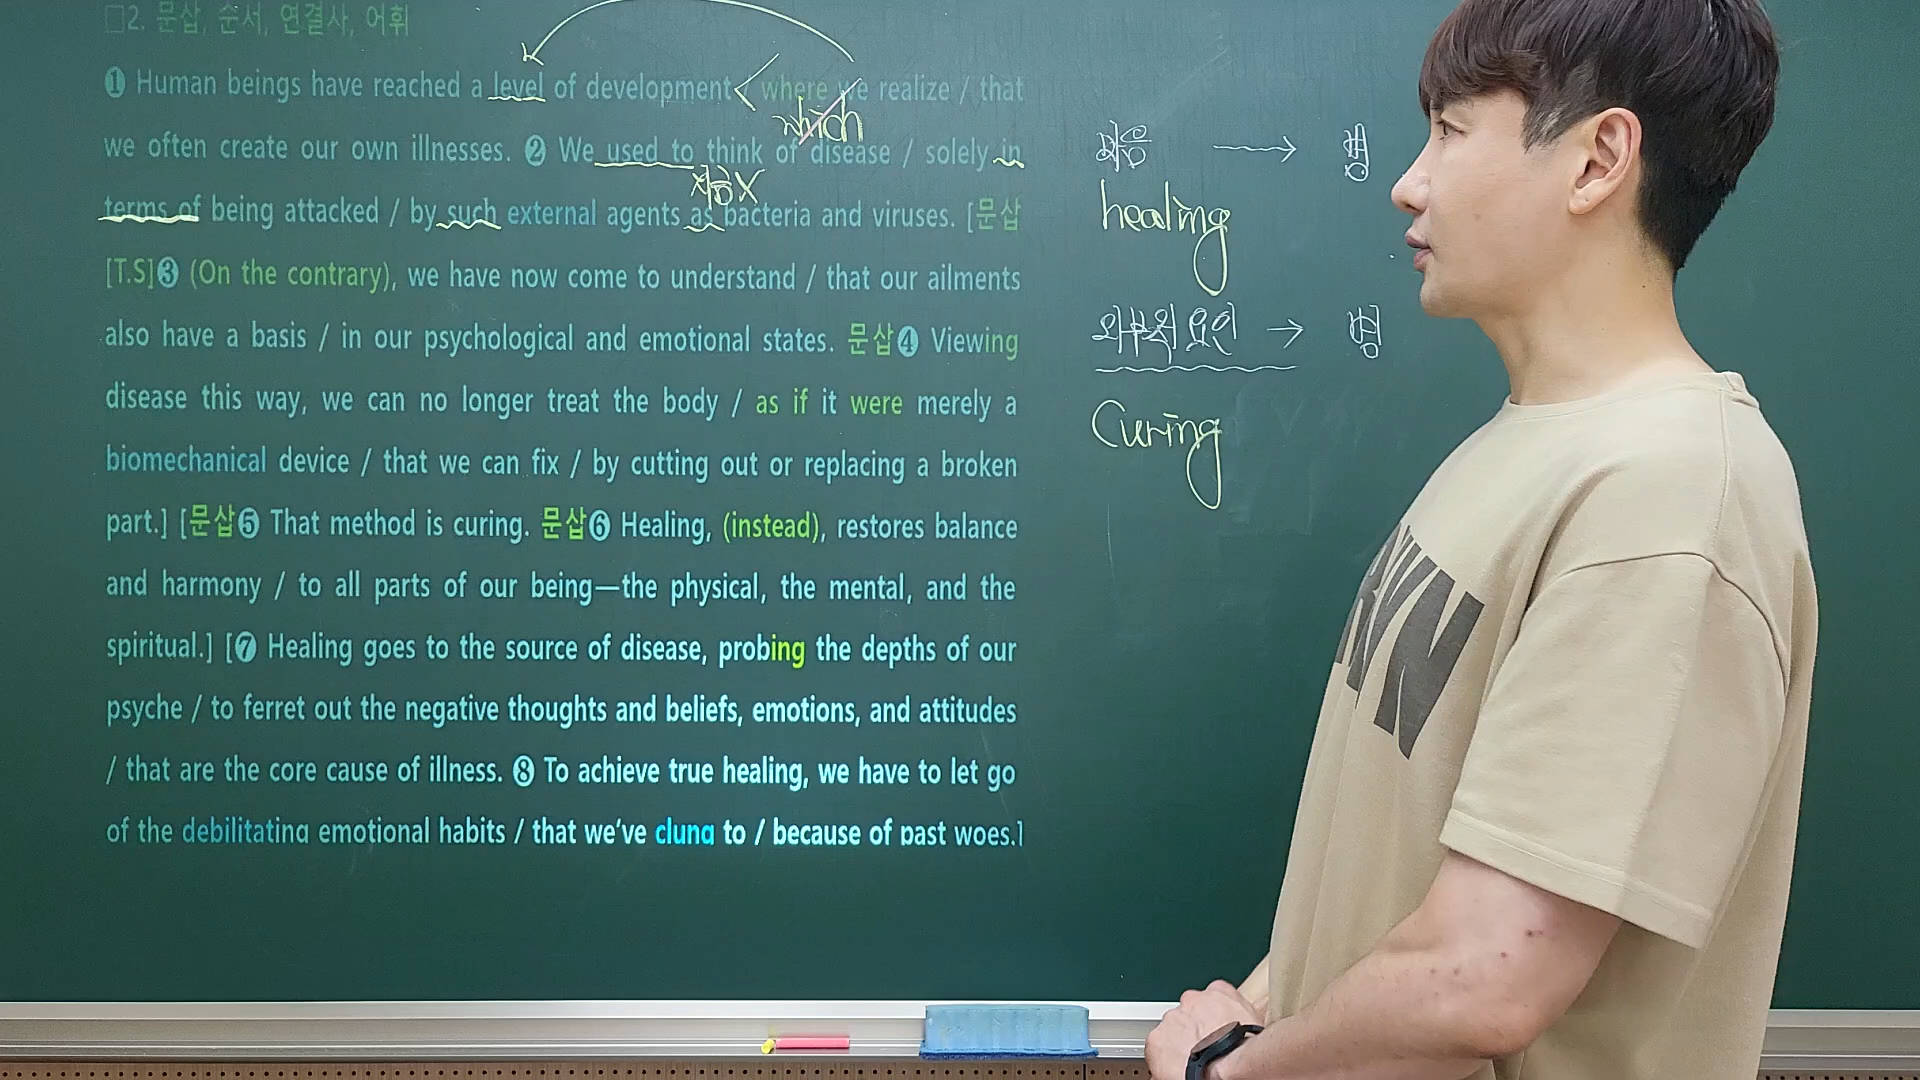 □2. 문삽, 순서, 연결사, 어휘
❶ Human beings have reached a level of development / where we realize / that
which
we often create our own illnesses. ❷ We used to think of disease / solely in
지금X
terms of being attacked / by such external agents as bacteria and viruses. [문삽
[T.S]❸ (On the contrary), we have now come to understand / that our ailments
also have a basis / in our psychological and emotional states. 문삽❹ Viewing
disease this way, we can no longer treat the body / as if it were merely a
biomechanical device / that we can fix / by cutting out or replacing a broken
part.] [문삽❺ That method is curing. 문삽❻ Healing, (instead), restores balance
and harmony / to all parts of our being—the physical, the mental, and the
spiritual.] [❼ Healing goes to the source of disease, probing the depths of our
psyche / to ferret out the negative thoughts and beliefs, emotions, and attitudes
/ that are the core cause of illness. ❽ To achieve true healing, we have to let go
of the debilitating emotional habits / that we've clung to / because of past woes.]
마음 → 병
healing
외부적 요인 → 병
Curing
RYN